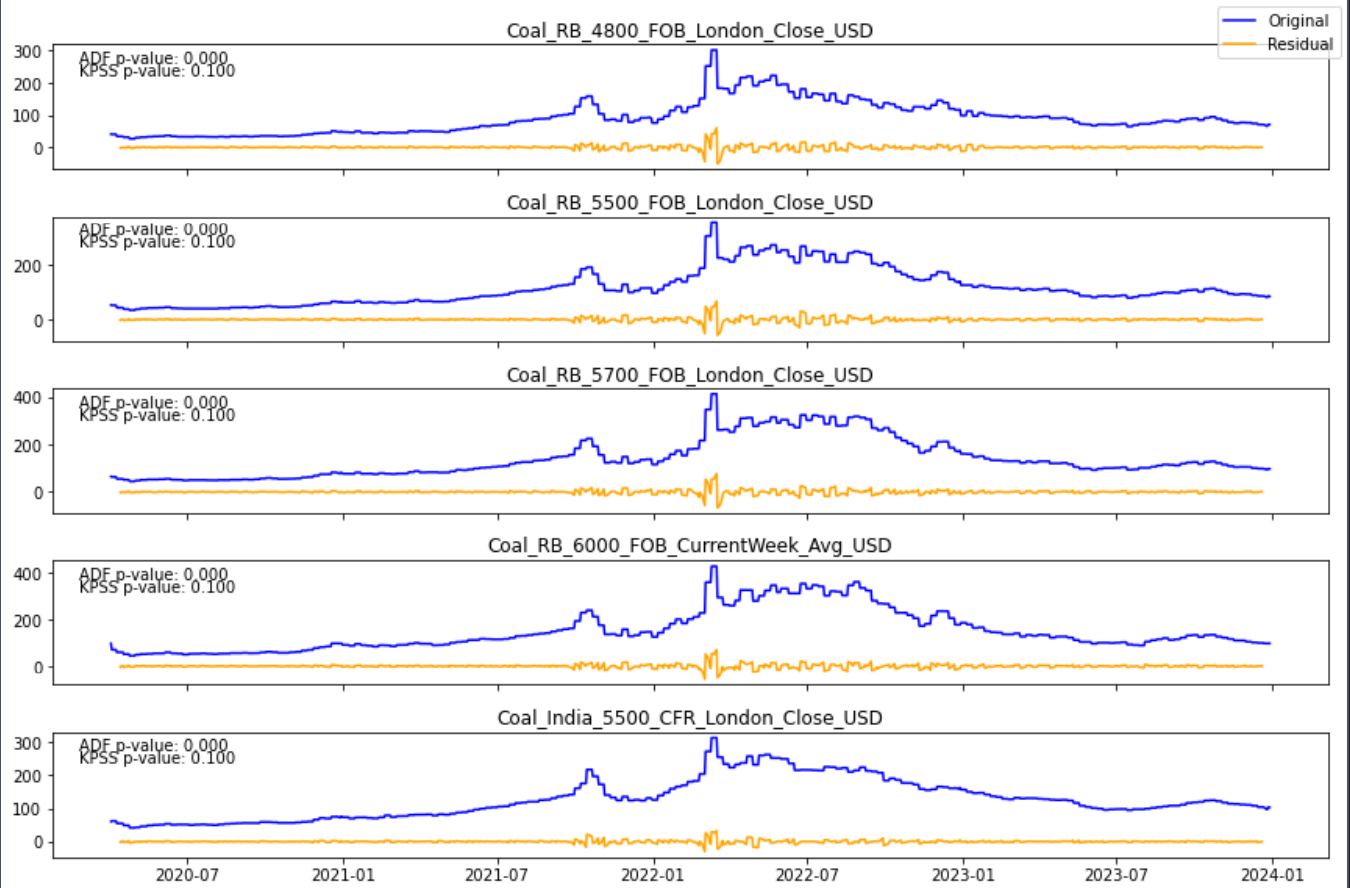 Coal_RB_4800_FOB_London_Close_USD
Original
Residual
ADF p-value: 0.000
KPSS p-value: 0.100
300
200
100
0
Coal_RB_5500_FOB_London_Close_USD
ADF p-value: 0.000
KPSS p-value: 0.100
200
0
Coal_RB_5700_FOB_London_Close_USD
ADF p-value: 0.000
KPSS p-value: 0.100
400
200
0
Coal_RB_6000_FOB_CurrentWeek_Avg_USD
ADF p-value: 0.000
KPSS p-value: 0.100
400
200
0
Coal_India_5500_CFR_London_Close_USD
ADF p-value: 0.000
KPSS p-value: 0.100
300
200
100
0
2020-07 2021-01 2021-07 2022-01 2022-07 2023-01 2023-07 2024-01